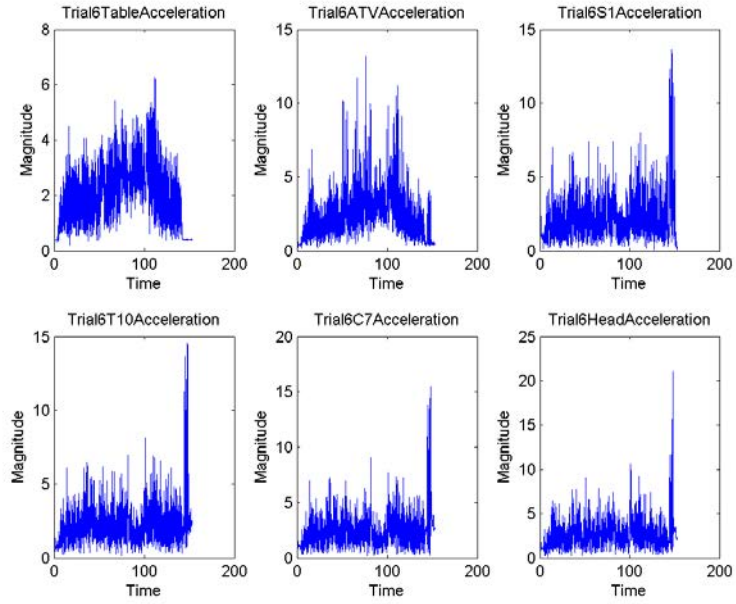 Trial6TableAcceleration
8
6
4
2
0
Magnitude
0
100
200
Time
Trial6ATVAcceleration
15
10
5
0
Magnitude
0
100
200
Time
Trial6S1Acceleration
15
10
5
0
Magnitude
0
100
200
Time
Trial6T10Acceleration
15
10
5
0
Magnitude
0
100
200
Time
Trial6C7Acceleration
20
15
10
5
0
Magnitude
0
100
200
Time
Trial6HeadAcceleration
25
20
15
10
5
0
Magnitude
0
100
200
Time